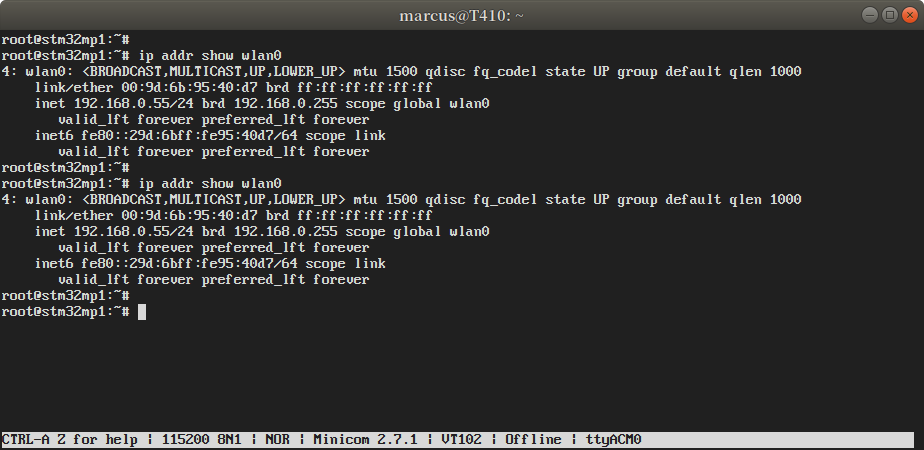 marcus@T410: ~
root@stm32mp1:~#
root@stm32mp1:~# ip addr show wlan0
4: wlan0: <BROADCAST,MULTICAST,UP,LOWER_UP> mtu 1500 qdisc fq_codel state UP group default qlen 1000
    link/ether 00:9d:6b:95:40:d7 brd ff:ff:ff:ff:ff:ff
    inet 192.168.0.55/24 brd 192.168.0.255 scope global wlan0
       valid_lft forever preferred_lft forever
    inet6 fe80::29d:6bff:fe95:40d7/64 scope link
       valid_lft forever preferred_lft forever
root@stm32mp1:~#
root@stm32mp1:~# ip addr show wlan0
4: wlan0: <BROADCAST,MULTICAST,UP,LOWER_UP> mtu 1500 qdisc fq_codel state UP group default qlen 1000
    link/ether 00:9d:6b:95:40:d7 brd ff:ff:ff:ff:ff:ff
    inet 192.168.0.55/24 brd 192.168.0.255 scope global wlan0
       valid_lft forever preferred_lft forever
    inet6 fe80::29d:6bff:fe95:40d7/64 scope link
       valid_lft forever preferred_lft forever
root@stm32mp1:~#
root@stm32mp1:~#
CTRL-A Z for help | 115200 8N1 | NOR | Minicom 2.7.1 | VT102 | Offline | ttyACM0